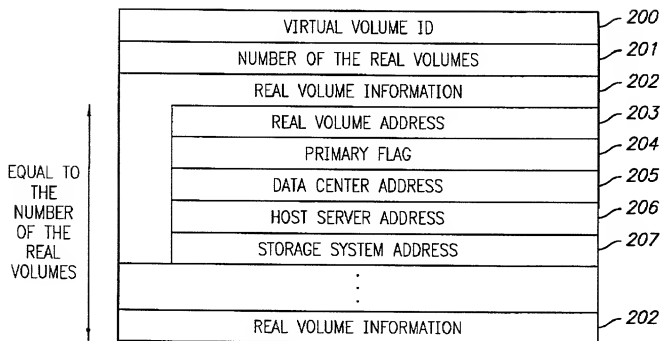 VIRTUAL VOLUME ID 200
NUMBER OF THE REAL VOLUMES 201
REAL VOLUME INFORMATION 202
REAL VOLUME ADDRESS 203
PRIMARY FLAG 204
DATA CENTER ADDRESS 205
HOST SERVER ADDRESS 206
STORAGE SYSTEM ADDRESS 207
REAL VOLUME INFORMATION 202
EQUAL TO
THE
NUMBER
OF THE
REAL
VOLUMES